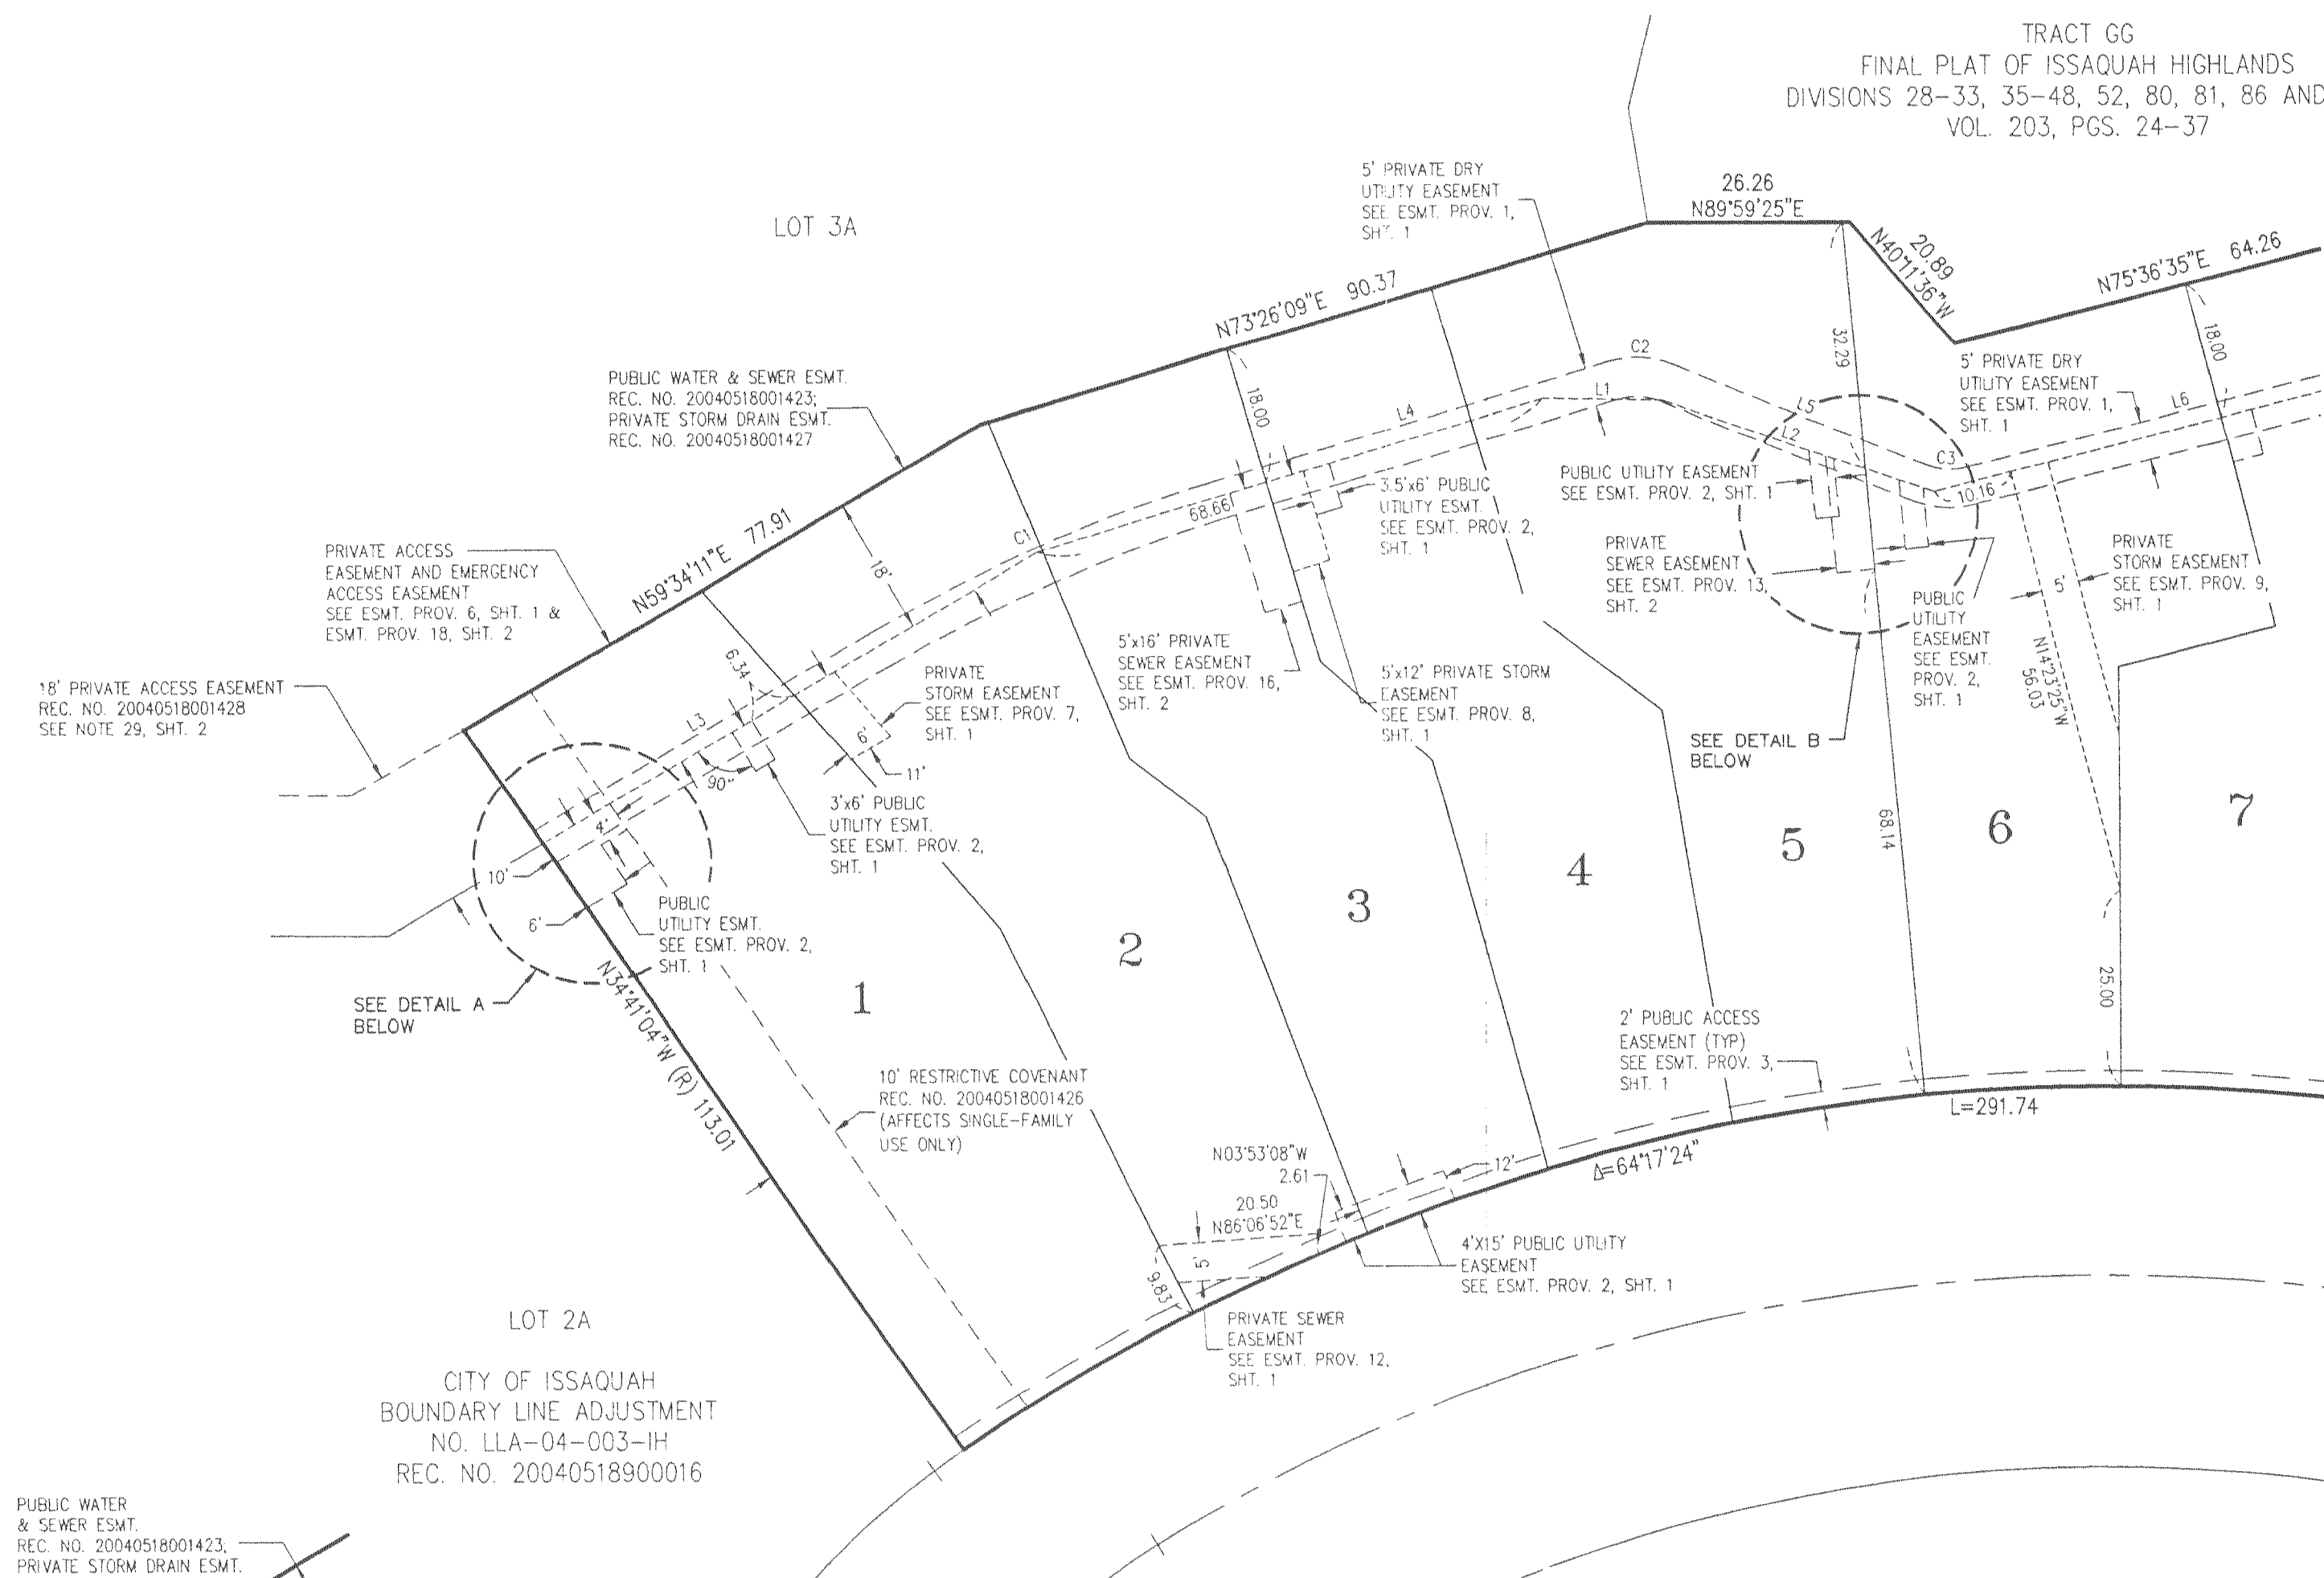 TRACT GG
FINAL PLAT OF ISSAQUAH HIGHLANDS
DIVISIONS 28-33, 35-48, 52, 80, 81, 86 AND
VOL. 203, PGS. 24-37
LOT 3A
5' PRIVATE DRY
UTILITY EASEMENT
SEE ESMT. PROV. 1,
SHT. 1
26.26
N89°59'25"E
20.89
N40°11'36"W
N75°36'35"E 64.26
N73°26'09"E 90.37
18.00
C2
L1
L4
L5
L2
32.29
5' PRIVATE DRY
UTILITY EASEMENT
SEE ESMT. PROV. 1,
SHT. 1
18.00
L6
C3
10.16
PUBLIC WATER & SEWER ESMT.
REC. NO. 20040518001423;
PRIVATE STORM DRAIN ESMT.
REC. NO. 20040518001427
N59°34'11"E 77.91
18'
C1
68.66
3.5'x6' PUBLIC
UTILITY ESMT.
SEE ESMT. PROV. 2,
SHT. 1
PUBLIC UTILITY EASEMENT
SEE ESMT. PROV. 2, SHT. 1
PRIVATE
SEWER EASEMENT
SEE ESMT. PROV. 13,
SHT. 2
PUBLIC
UTILITY
EASEMENT
SEE ESMT.
PROV. 2,
SHT. 1
PRIVATE
STORM EASEMENT
SEE ESMT. PROV. 9,
SHT. 1
5'
N14°23'25"W
56.03
PRIVATE ACCESS
EASEMENT AND EMERGENCY
ACCESS EASEMENT
SEE ESMT. PROV. 6, SHT. 1 &
ESMT. PROV. 18, SHT. 2
18' PRIVATE ACCESS EASEMENT
REC. NO. 20040518001428
SEE NOTE 29, SHT. 2
6.34
L3
90°
PRIVATE
STORM EASEMENT
SEE ESMT. PROV. 7,
SHT. 1
6'
11'
5'x16' PRIVATE
SEWER EASEMENT
SEE ESMT. PROV. 16,
SHT. 2
5'x12' PRIVATE STORM
EASEMENT
SEE ESMT. PROV. 8,
SHT. 1
SEE DETAIL B
BELOW
3'x6' PUBLIC
UTILITY ESMT.
SEE ESMT. PROV. 2,
SHT. 1
4'
10'
6'
PUBLIC
UTILITY ESMT.
SEE ESMT. PROV. 2,
SHT. 1
SEE DETAIL A
BELOW
N34°41'04"W (R) 113.01
1
2
3
4
5
6
7
68.14
25.00
10' RESTRICTIVE COVENANT
REC. NO. 20040518001426
(AFFECTS SINGLE-FAMILY
USE ONLY)
2' PUBLIC ACCESS
EASEMENT (TYP)
SEE ESMT. PROV. 3,
SHT. 1
L=291.74
Δ=64°17'24"
N03°53'08"W
2.61
20.50
N86°06'52"E
12'
5'
9.83
4'X15' PUBLIC UTILITY
EASEMENT
SEE ESMT. PROV. 2, SHT. 1
PRIVATE SEWER
EASEMENT
SEE ESMT. PROV. 12,
SHT. 1
LOT 2A
CITY OF ISSAQUAH
BOUNDARY LINE ADJUSTMENT
NO. LLA-04-003-IH
REC. NO. 20040518900016
PUBLIC WATER
& SEWER ESMT.
REC. NO. 20040518001423;
PRIVATE STORM DRAIN ESMT.